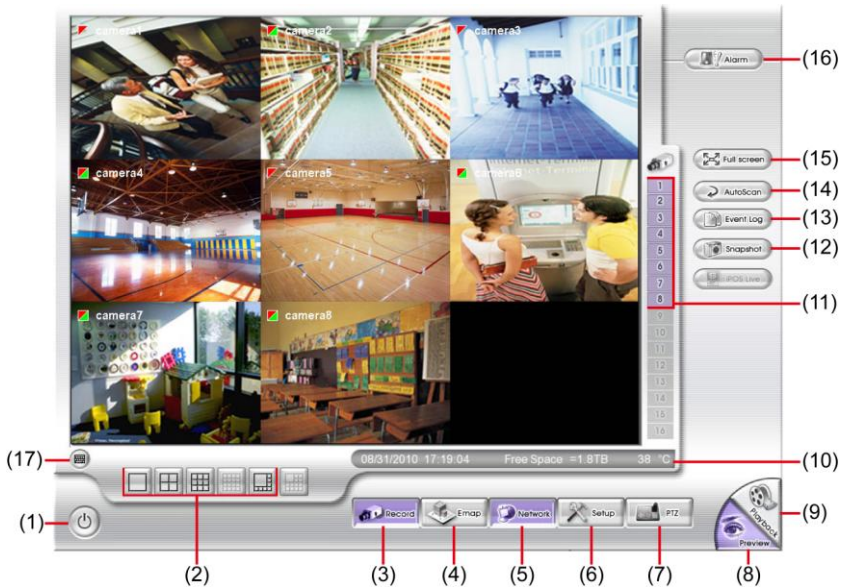 camera1
camera2
camera3
(16)
Alarm
(15)
Full screen
camera4
camera5
camera6
Internet Terminal
1
2
3
4
5
6
7
8
9
10
11
12
13
14
15
16
AutoScan
(14)
Event Log
(13)
Snapshot
(12)
POS Live
(11)
camera7
camera8
(17)
08/31/2010 17:19:04 Free Space =1.8TB 38 °C
(10)
(1)
(2)
Record
Emap
Network
Setup
PTZ
Playback
Preview
(9)
(3)
(4)
(5)
(6)
(7)
(8)